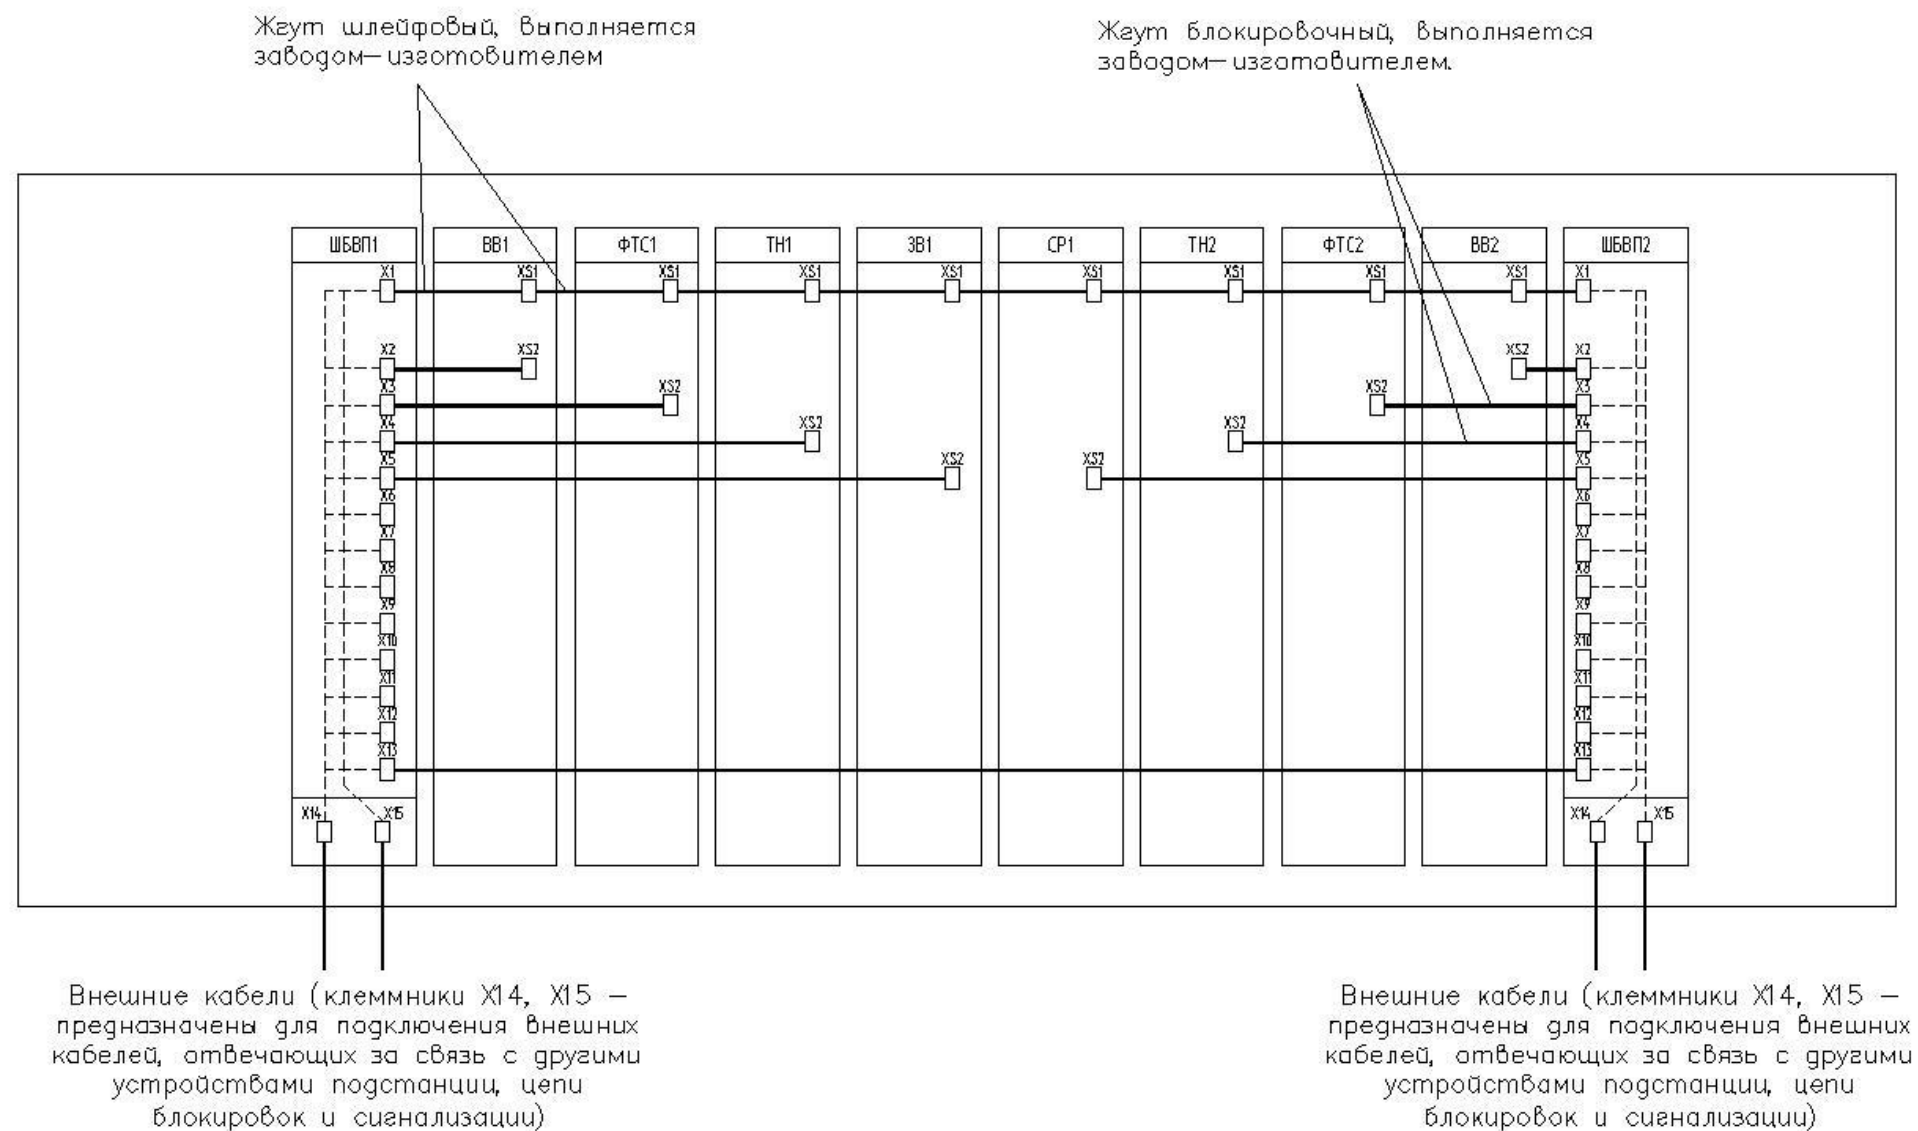 Жгут шлейфовый, выполняется
заводом-изготовителем
Жгут блокировочный, выполняется
заводом-изготовителем.
ШБВП1 ВВ1 ФТС1 ТН1 ЗВ1 СР1 ТН2 ФТС2 ВВ2 ШБВП2
X1 XS1 XS1 XS1 XS1 XS1 XS1 XS1 XS1 X1
X2 XS2 XS2 X2
X3 XS2 XS2 X3
X4 XS2 XS2 X4
X5 XS2 XS2 X5
X6 X6
X7 X7
X8 X8
X9 X9
X10 X10
X11 X11
X12 X12
X13 X13
X14 X15 X14 X15
Внешние кабели (клеммники X14, X15 –
предназначены для подключения внешних
кабелей, отвечающих за связь с другими
устройствами подстанции, цепи
блокировок и сигнализации)
Внешние кабели (клеммники X14, X15 –
предназначены для подключения внешних
кабелей, отвечающих за связь с другими
устройствами подстанции, цепи
блокировок и сигнализации)